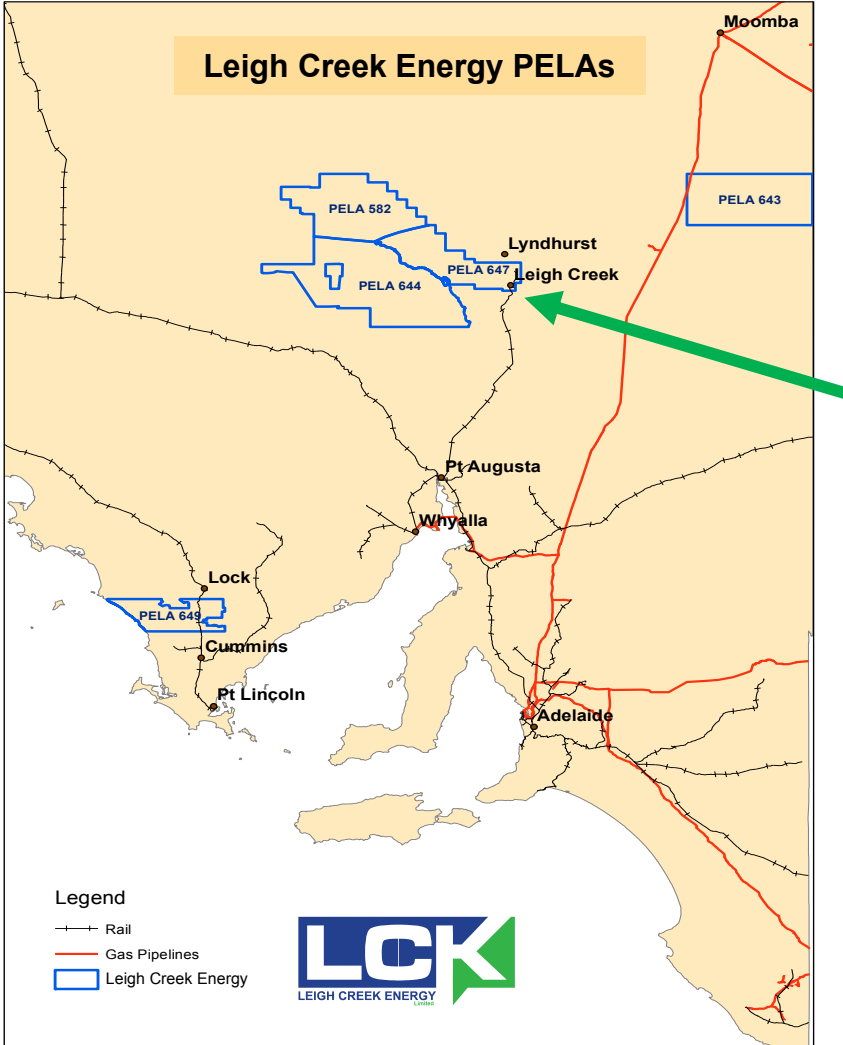 Moomba
Leigh Creek Energy PELAs
PELA 582
PELA 643
Lyndhurst
PELA 647
Leigh Creek
PELA 644
Pt Augusta
Whyalla
Lock
PELA 649
Cummins
Pt Lincoln
Adelaide
Legend
Rail
Gas Pipelines
Leigh Creek Energy
LCK
LEIGH CREEK ENERGY
Limited